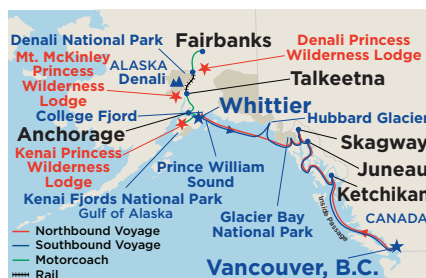 Denali National Park
Fairbanks
Denali Princess
Wilderness Lodge
ALASKA
Mt. McKinley
Princess
Wilderness
Lodge
Denali
Talkeetna
College Fjord
Whittier
Hubbard Glacier
Anchorage
Skagway
Kenai Princess
Wilderness
Lodge
Prince William
Sound
Juneau
Ketchikan
Kenai Fjords National Park
Gulf of Alaska
Glacier Bay
National Park
Inside Passage
CANADA
Northbound Voyage
Southbound Voyage
Motorcoach
Rail
Vancouver, B.C.